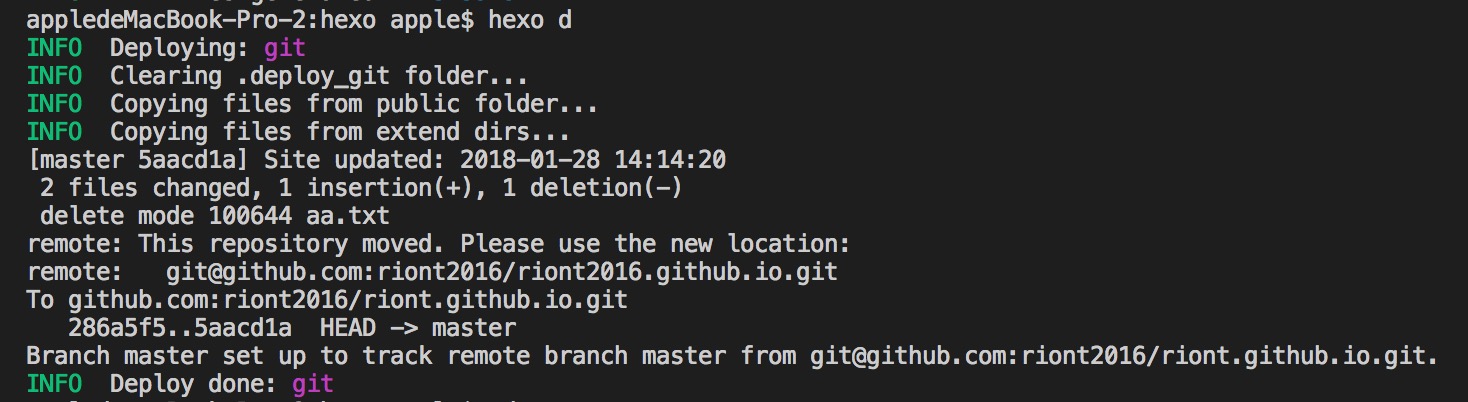 appledeMacBook-Pro-2:hexo apple$ hexo d
INFO  Deploying: git
INFO  Clearing .deploy_git folder...
INFO  Copying files from public folder...
INFO  Copying files from extend dirs...
[master 5aacd1a] Site updated: 2018-01-28 14:14:20
 2 files changed, 1 insertion(+), 1 deletion(-)
 delete mode 100644 aa.txt
remote: This repository moved. Please use the new location:
remote:   git@github.com:riont2016/riont2016.github.io.git
To github.com:riont2016/riont.github.io.git
   286a5f5..5aacd1a  HEAD -> master
Branch master set up to track remote branch master from git@github.com:riont2016/riont.github.io.git.
INFO  Deploy done: git